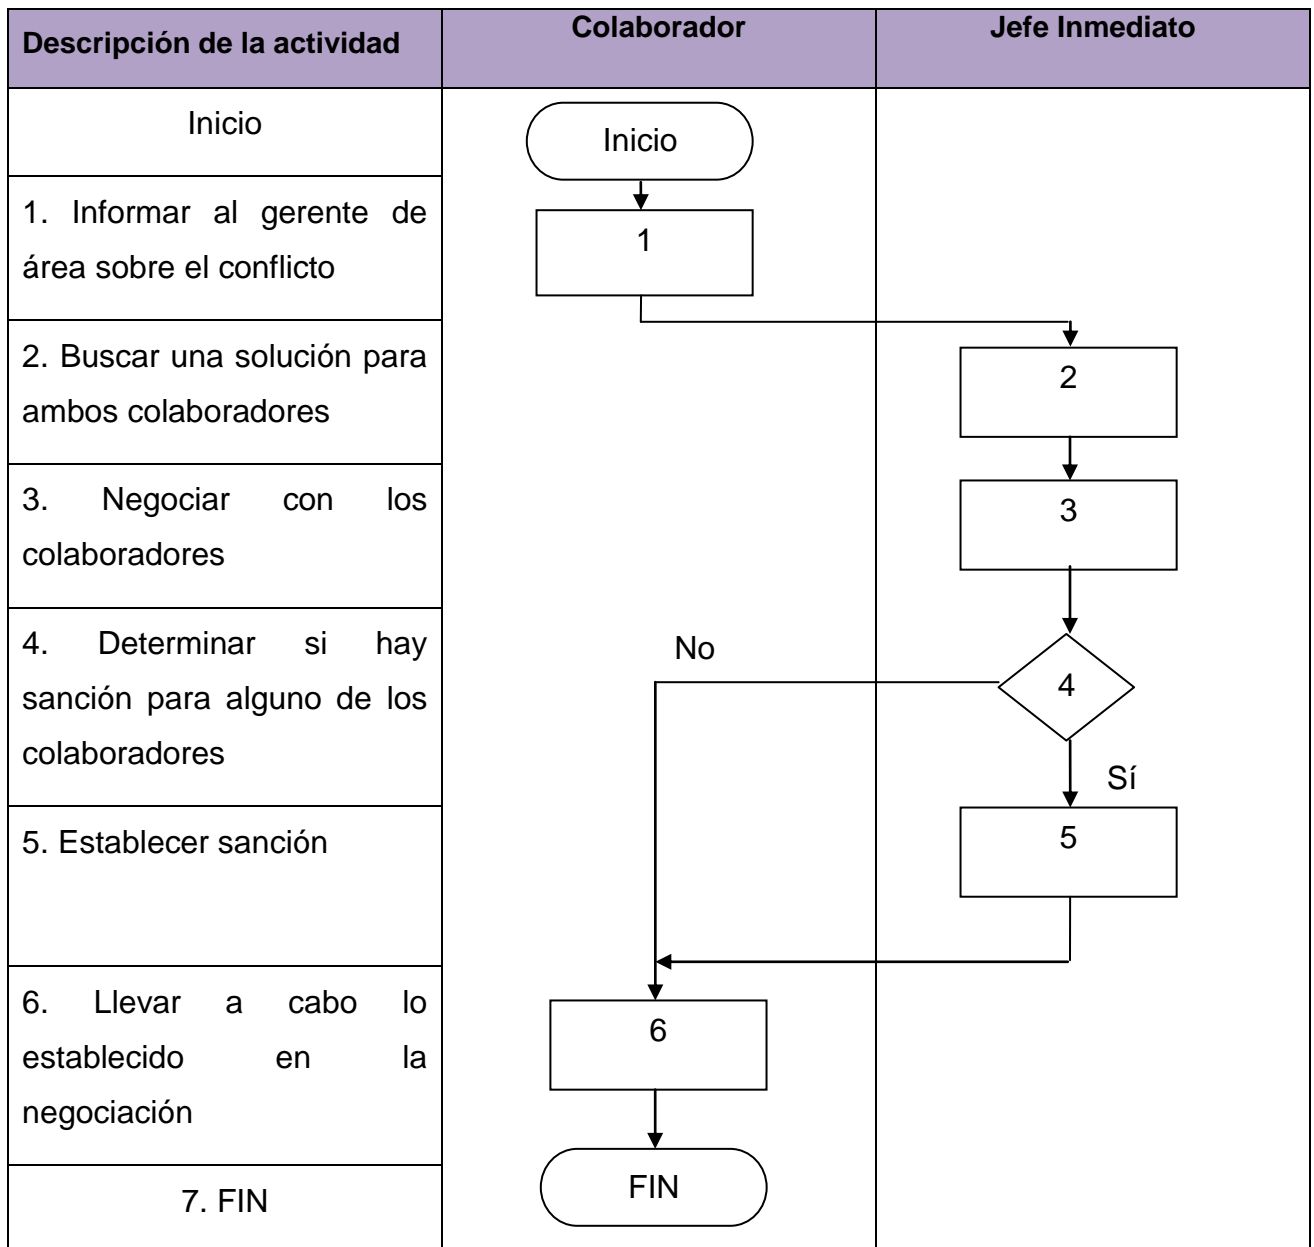 Descripción de la actividad
Colaborador
Jefe Inmediato
Inicio
Inicio
1. Informar al gerente de
área sobre el conflicto
1
2. Buscar una solución para
ambos colaboradores
2
3. Negociar con los
colaboradores
3
4. Determinar si hay
sanción para alguno de los
colaboradores
No
4
Sí
5. Establecer sanción
5
6. Llevar a cabo lo
establecido en la
negociación
6
7. FIN
FIN